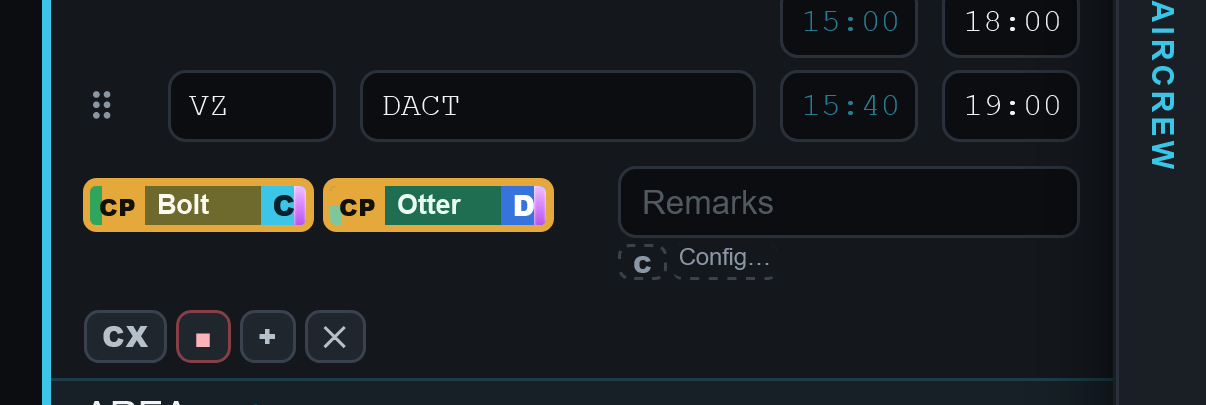 15:00 18:00
VZ DACT 15:40 19:00
CP Bolt C CP Otter D Remarks
C Config...
CX ■ + ×
AIRCREW